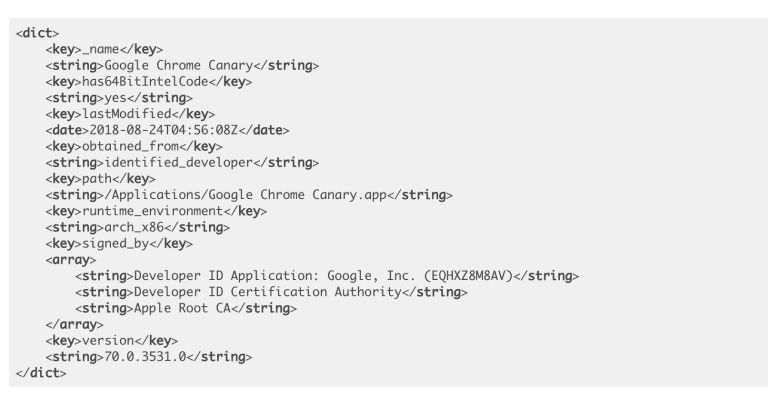 <dict>
    <key>_name</key>
    <string>Google Chrome Canary</string>
    <key>has64BitIntelCode</key>
    <string>yes</string>
    <key>lastModified</key>
    <date>2018-08-24T04:56:08Z</date>
    <key>obtained_from</key>
    <string>identified_developer</string>
    <key>path</key>
    <string>/Applications/Google Chrome Canary.app</string>
    <key>runtime_environment</key>
    <string>arch_x86</string>
    <key>signed_by</key>
    <array>
        <string>Developer ID Application: Google, Inc. (EQHXZ8M8AV)</string>
        <string>Developer ID Certification Authority</string>
        <string>Apple Root CA</string>
    </array>
    <key>version</key>
    <string>70.0.3531.0</string>
</dict>